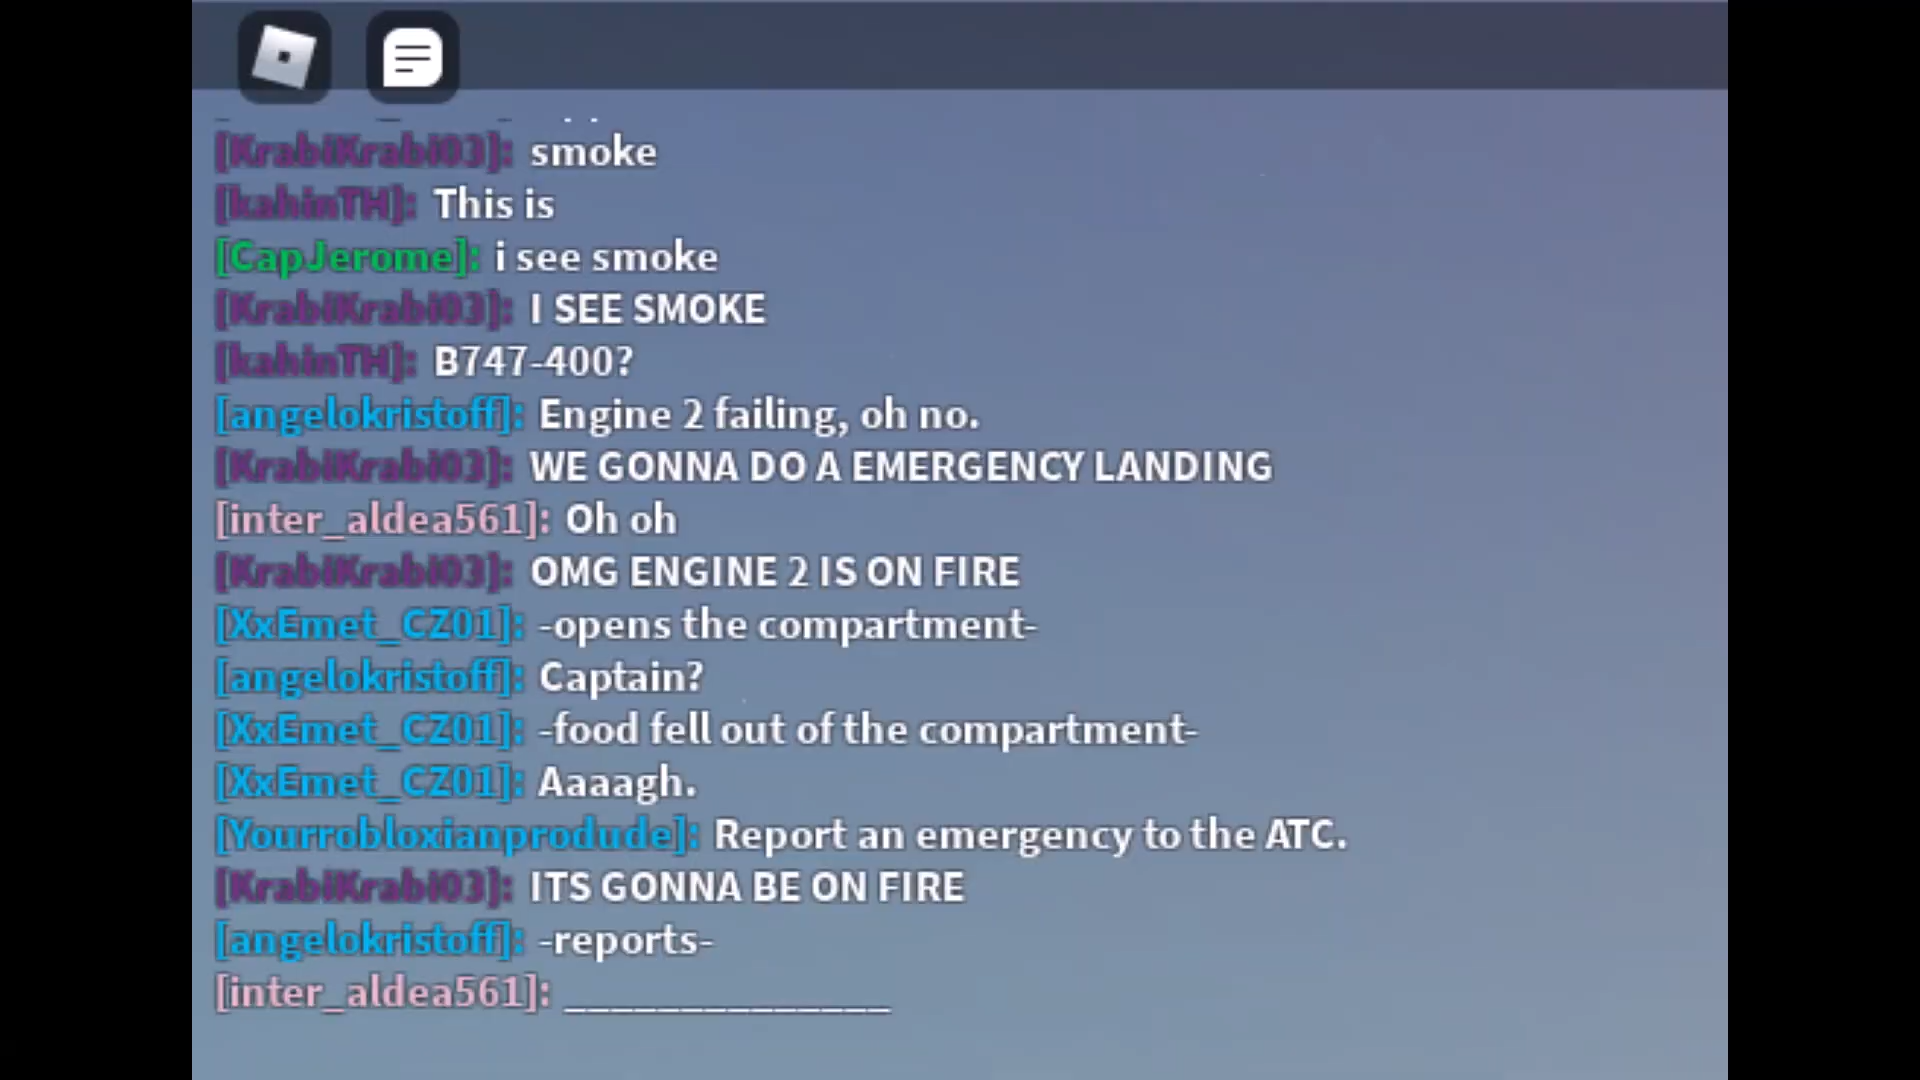 [KrabiKrabi03]: smoke
[kahinTH]: This is
[CapJerome]: i see smoke
[KrabiKrabi03]: I SEE SMOKE
[kahinTH]: B747-400?
[angelokristoff]: Engine 2 failing, oh no.
[KrabiKrabi03]: WE GONNA DO A EMERGENCY LANDING
[inter_aldea561]: Oh oh
[KrabiKrabi03]: OMG ENGINE 2 IS ON FIRE
[XxEmet_CZ01]: -opens the compartment-
[angelokristoff]: Captain?
[XxEmet_CZ01]: -food fell out of the compartment-
[XxEmet_CZ01]: Aaaagh.
[Yourrobloxianprodude]: Report an emergency to the ATC.
[KrabiKrabi03]: ITS GONNA BE ON FIRE
[angelokristoff]: -reports-
[inter_aldea561]: ______________